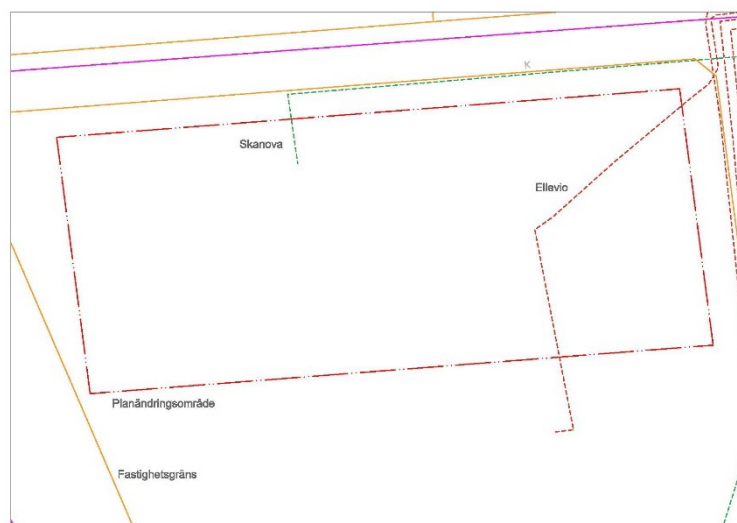 K
Skanova
Ellevio
Planändringsområde
Fastighetsgräns